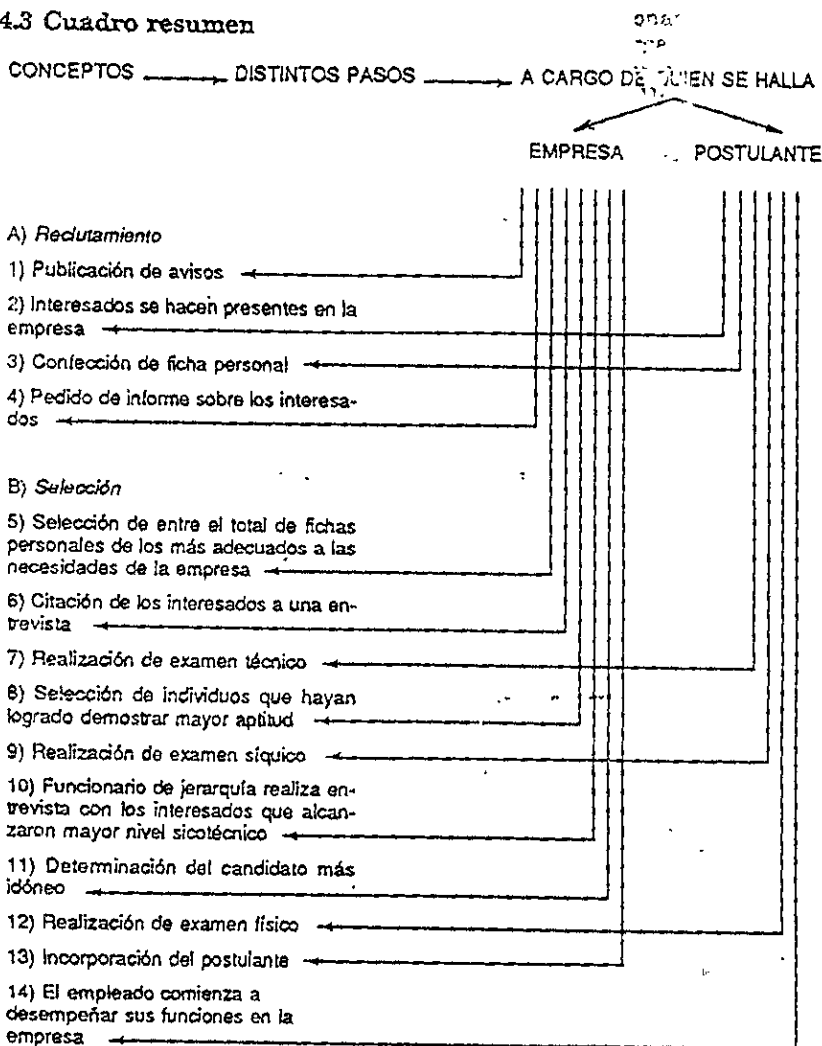 4.3 Cuadro resumen
CONCEPTOS DISTINTOS PASOS A CARGO DE QUIEN SE HALLA
EMPRESA POSTULANTE
A) Reclutamiento
1) Publicación de avisos
2) Interesados se hacen presentes en la
empresa
3) Confección de ficha personal
4) Pedido de informe sobre los interesa-
dos
B) Selección
5) Selección de entre el total de fichas
personales de los más adecuados a las
necesidades de la empresa
6) Citación de los interesados a una en-
trevista
7) Realización de examen técnico
8) Selección de individuos que hayan
logrado demostrar mayor aptitud
9) Realización de examen síquico
10) Funcionario de jerarquía realiza en-
trevista con los interesados que alcan-
zaron mayor nivel sicotécnico
11) Determinación del candidato más
idóneo
12) Realización de examen físico
13) Incorporación del postulante
14) El empleado comienza a
desempeñar sus funciones en la
empresa